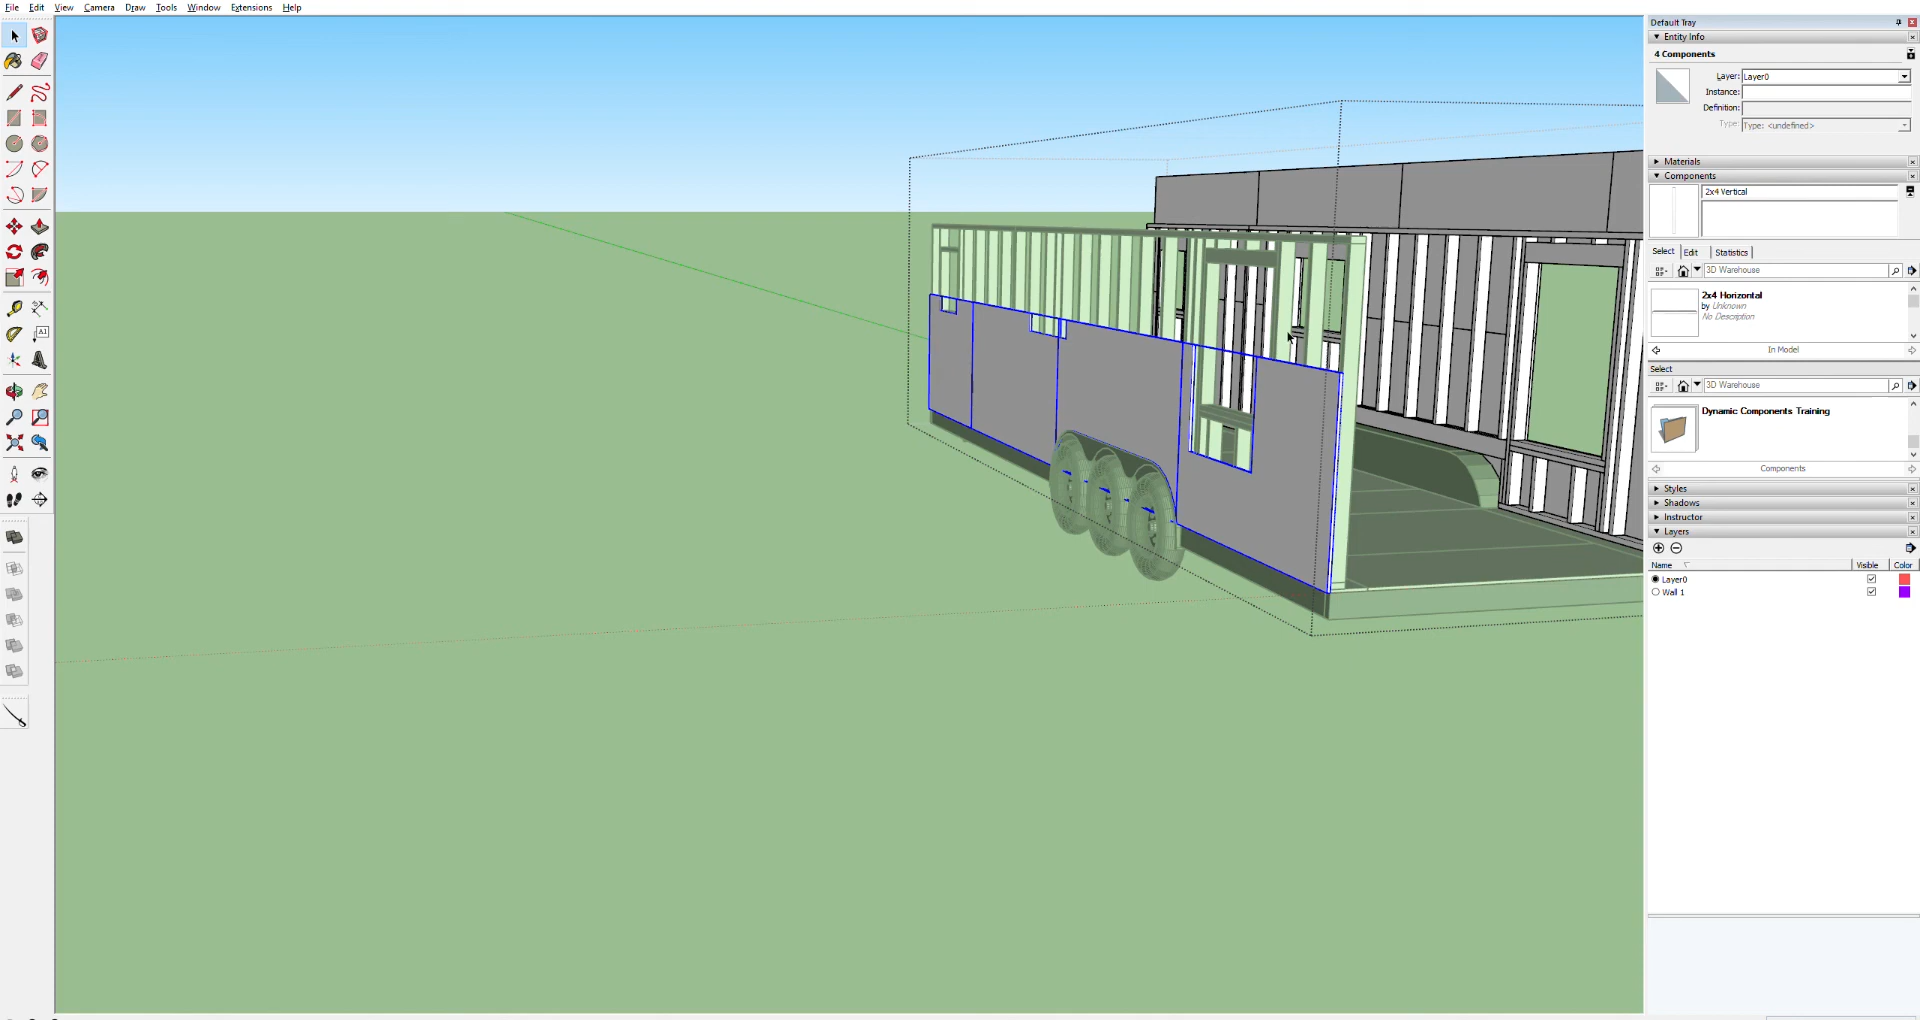 File Edit View Camera Draw Tools Window Extensions Help
Default Tray
Entity Info
4 Components
Layer: Layer0
Instance:
Definition:
Type: Type: <undefined>
Materials
Components
2x4 Vertical
Select Edit Statistics
3D Warehouse
2x4 Horizontal
by Unknown
No Description
In Model
Select
3D Warehouse
Dynamic Components Training
Components
Styles
Shadows
Instructor
Layers
Name Visible Color
Layer0
Wall 1
A1